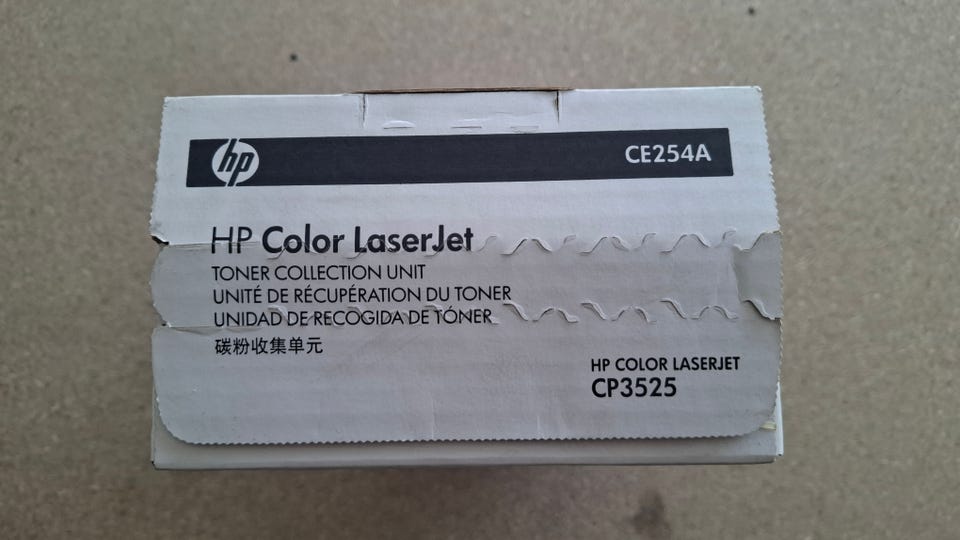 hp CE254A
HP Color LaserJet
TONER COLLECTION UNIT
UNITÉ DE RÉCUPÉRATION DU TONER
UNIDAD DE RECOGIDA DE TÓNER
碳粉收集单元
HP COLOR LASERJET
CP3525